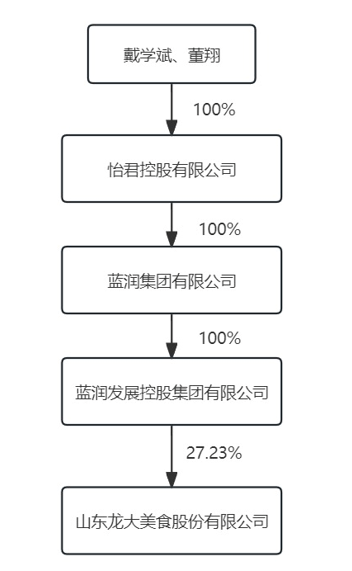 戴学斌、董翔
100%
怡君控股有限公司
100%
蓝润集团有限公司
100%
蓝润发展控股集团有限公司
27.23%
山东龙大美食股份有限公司